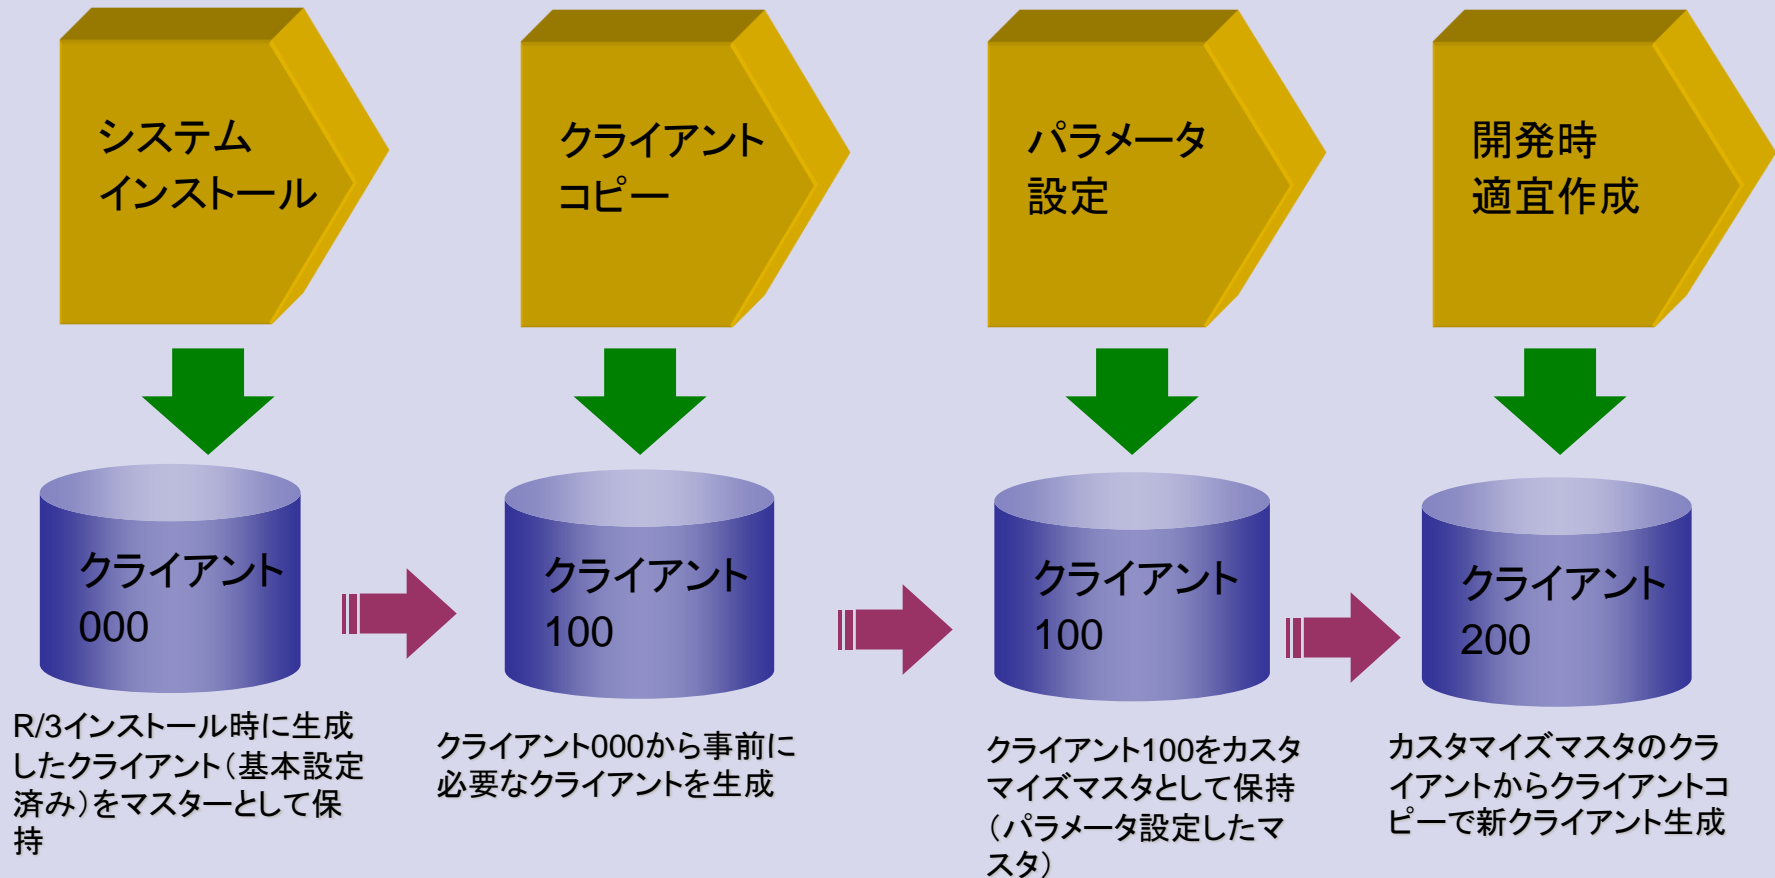 システム
インストール
クライアント
コピー
パラメータ
設定
開発時
適宜作成
クライアント
000
クライアント
100
クライアント
100
クライアント
200
R/3インストール時に生成
したクライアント（基本設定
済み）をマスターとして保
持
クライアント000から事前に
必要なクライアントを生成
クライアント100をカスタ
マイズマスタとして保持
（パラメータ設定したマ
スタ）
カスタマイズマスタのクラ
イアントからクライアントコ
ピーで新クライアント生成